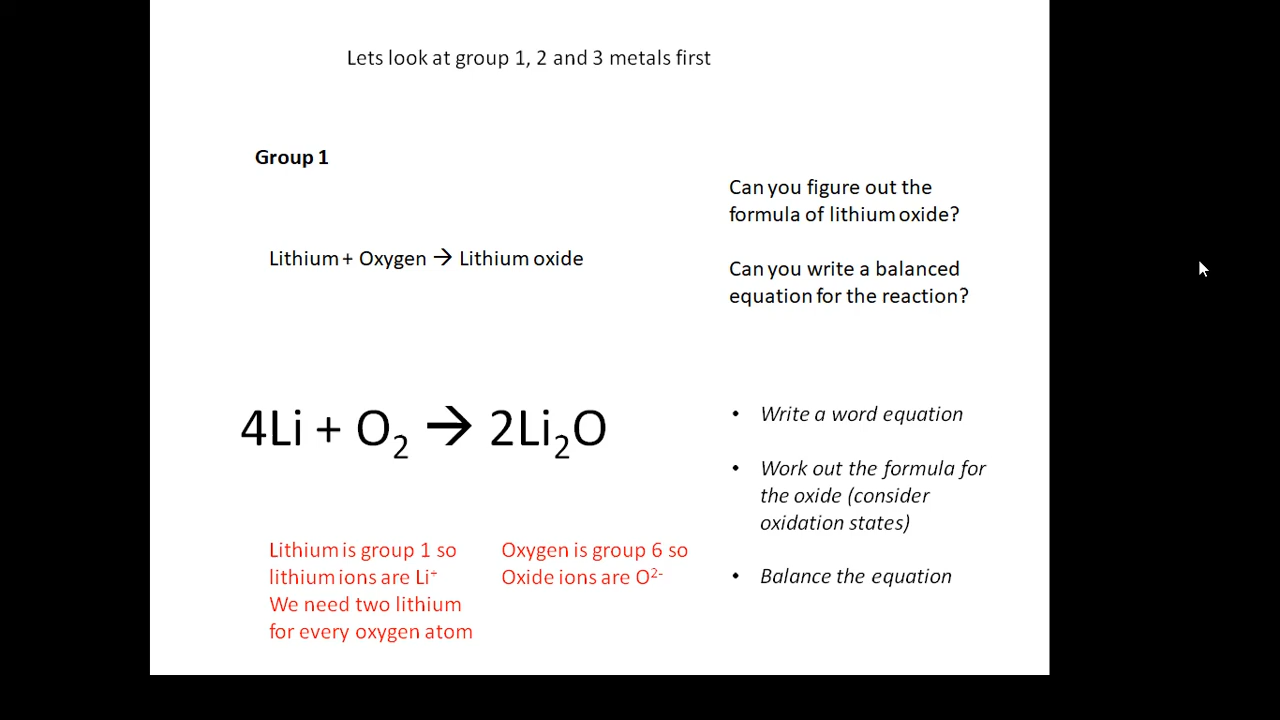 Lets look at group 1, 2 and 3 metals first
Group 1
Can you figure out the
formula of lithium oxide?
Lithium + Oxygen → Lithium oxide
Can you write a balanced
equation for the reaction?
4Li + O₂ → 2Li₂O
• Write a word equation
• Work out the formula for
the oxide (consider
oxidation states)
• Balance the equation
Lithium is group 1 so
lithium ions are Li⁺
We need two lithium
for every oxygen atom
Oxygen is group 6 so
Oxide ions are O²⁻